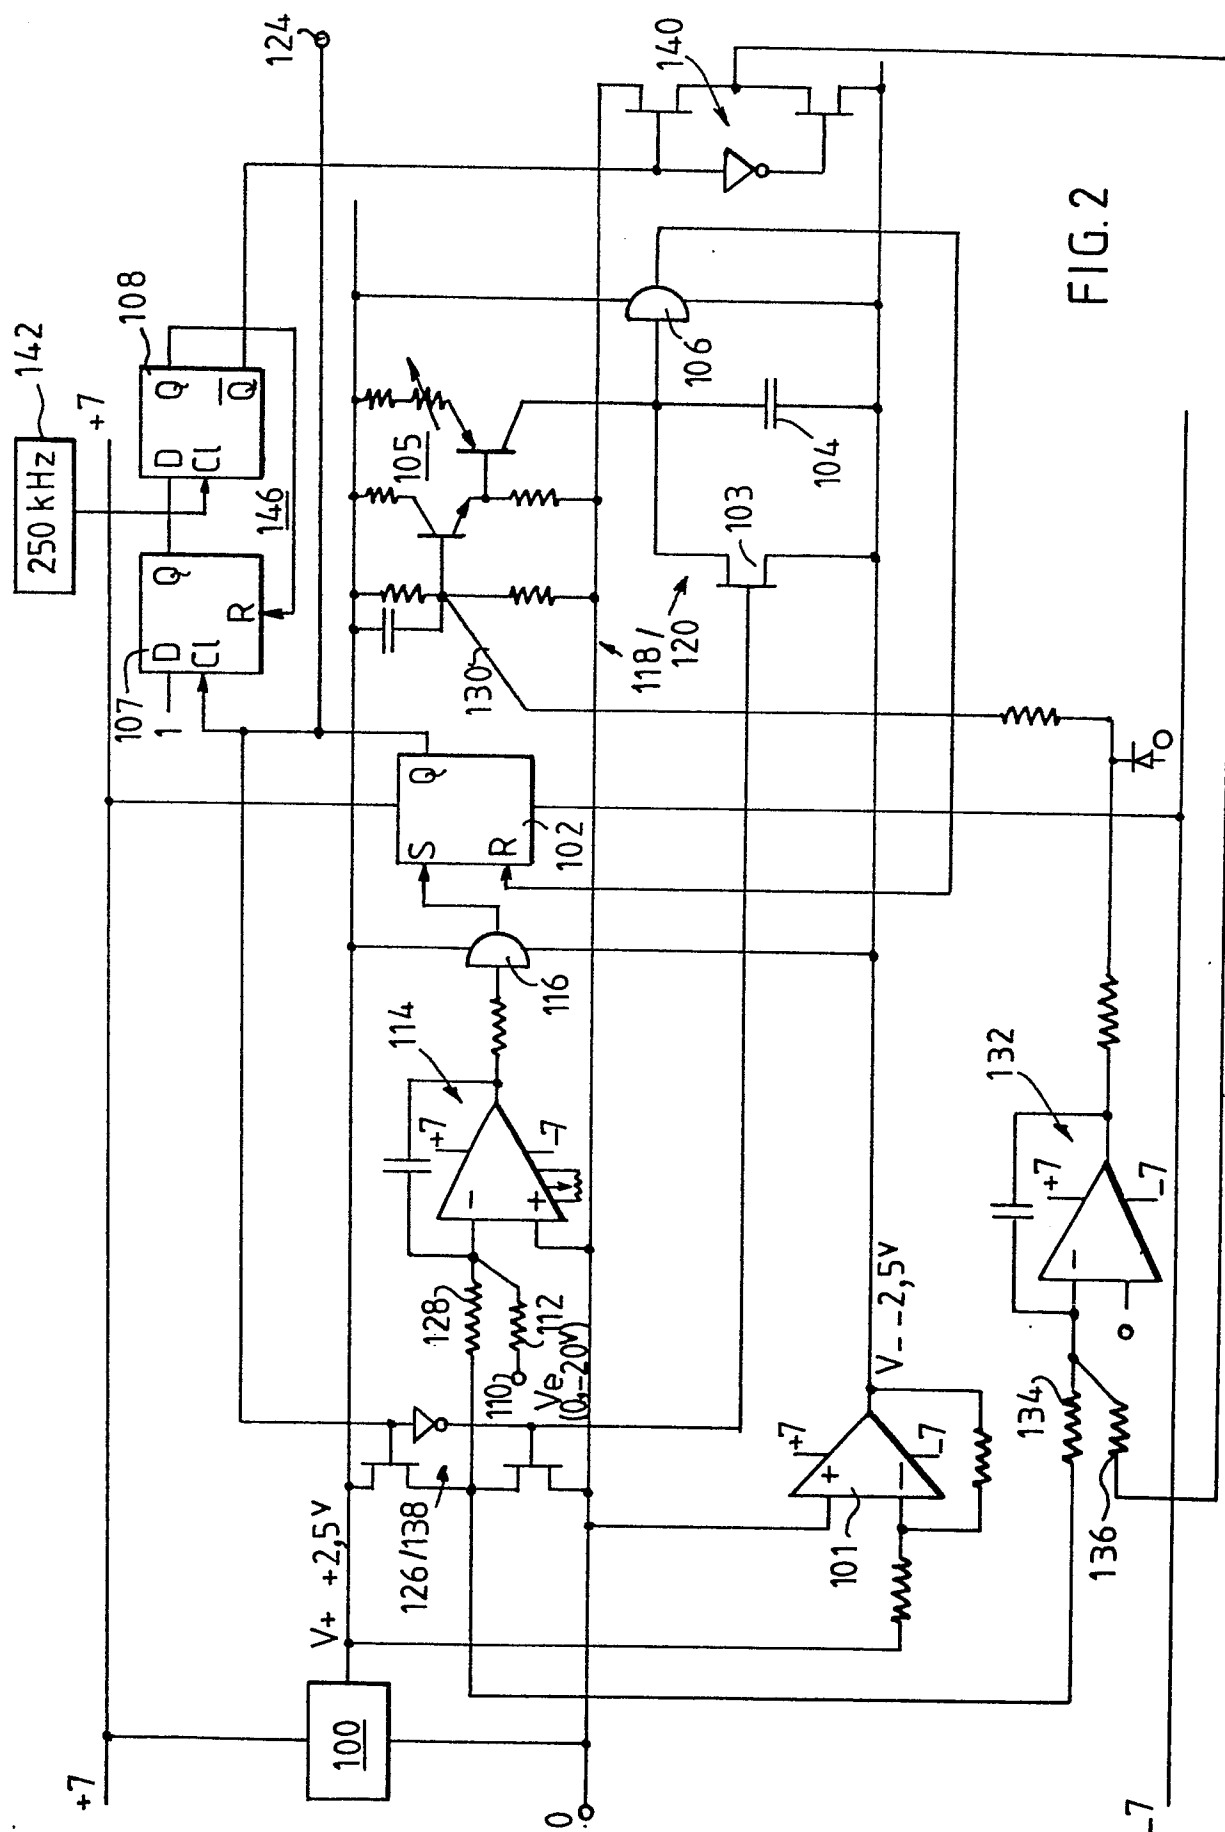 124
140
142
250 kHz
108
+7
D
Q
Cl
Q
146
107
D
Q
Cl
R
1
105
106
104
103
118/
120
130
S
Q
R
102
116
114
+7
-7
−
+
128
112
110
Ve
(0,-20V)
126/138
V+ +2,5V
100
+7
0
V- -2,5V
+7
-7
+
−
101
132
+7
-7
−
0
0
134
136
-7
FIG. 2